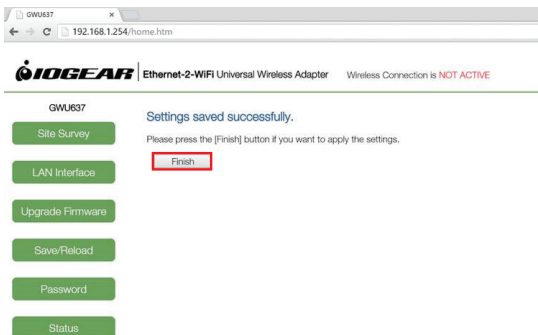 GWU637
192.168.1.254/home.htm
IOGEAR Ethernet-2-WiFi Universal Wireless Adapter Wireless Connection is NOT ACTIVE
GWU637
Site Survey
LAN Interface
Upgrade Firmware
Save/Reload
Password
Status
Settings saved successfully.
Please press the [Finish] button if you want to apply the settings.
Finish